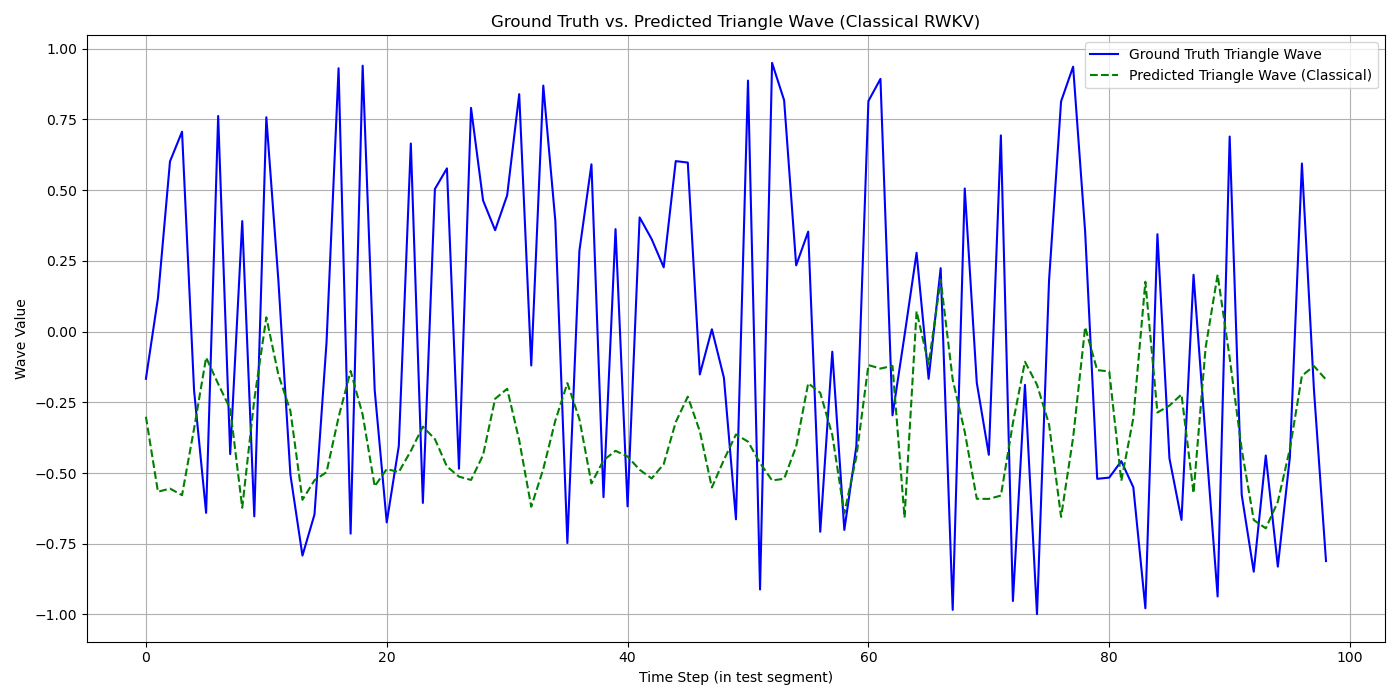 Ground Truth vs. Predicted Triangle Wave (Classical RWKV)
Ground Truth Triangle Wave
Predicted Triangle Wave (Classical)
Wave Value
1.00
0.75
0.50
0.25
0.00
−0.25
−0.50
−0.75
−1.00
0 20 40 60 80 100
Time Step (in test segment)